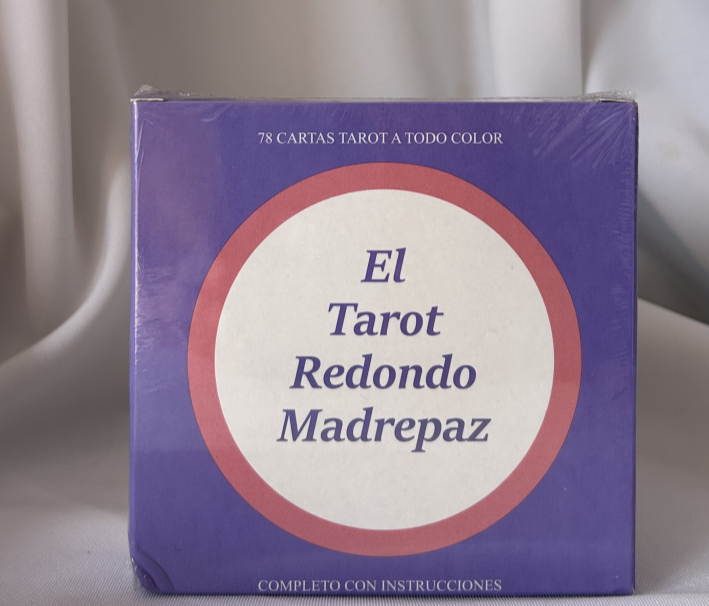 78 CARTAS TAROT A TODO COLOR
El
Tarot
Redondo
Madrepaz
COMPLETO CON INSTRUCCIONES